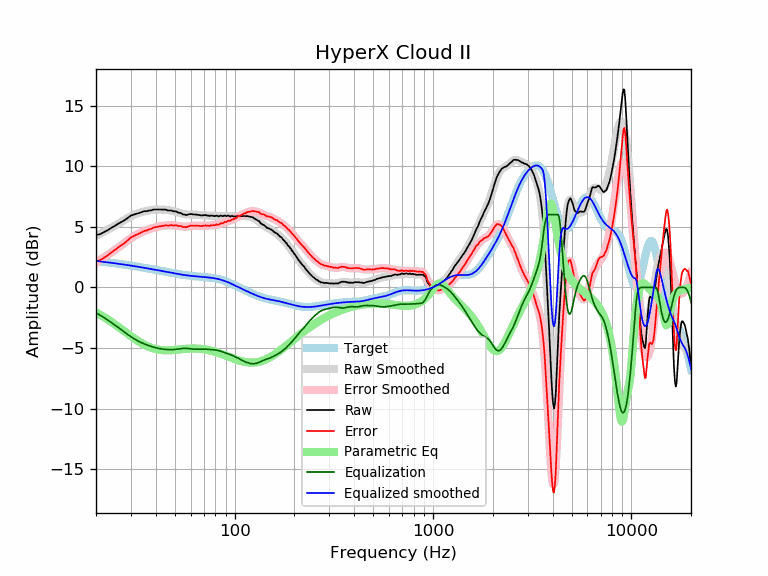 HyperX Cloud II
15
10
5
0
−5
−10
−15
Amplitude (dBr)
100
1000
10000
Frequency (Hz)
Target
Raw Smoothed
Error Smoothed
Raw
Error
Parametric Eq
Equalization
Equalized smoothed